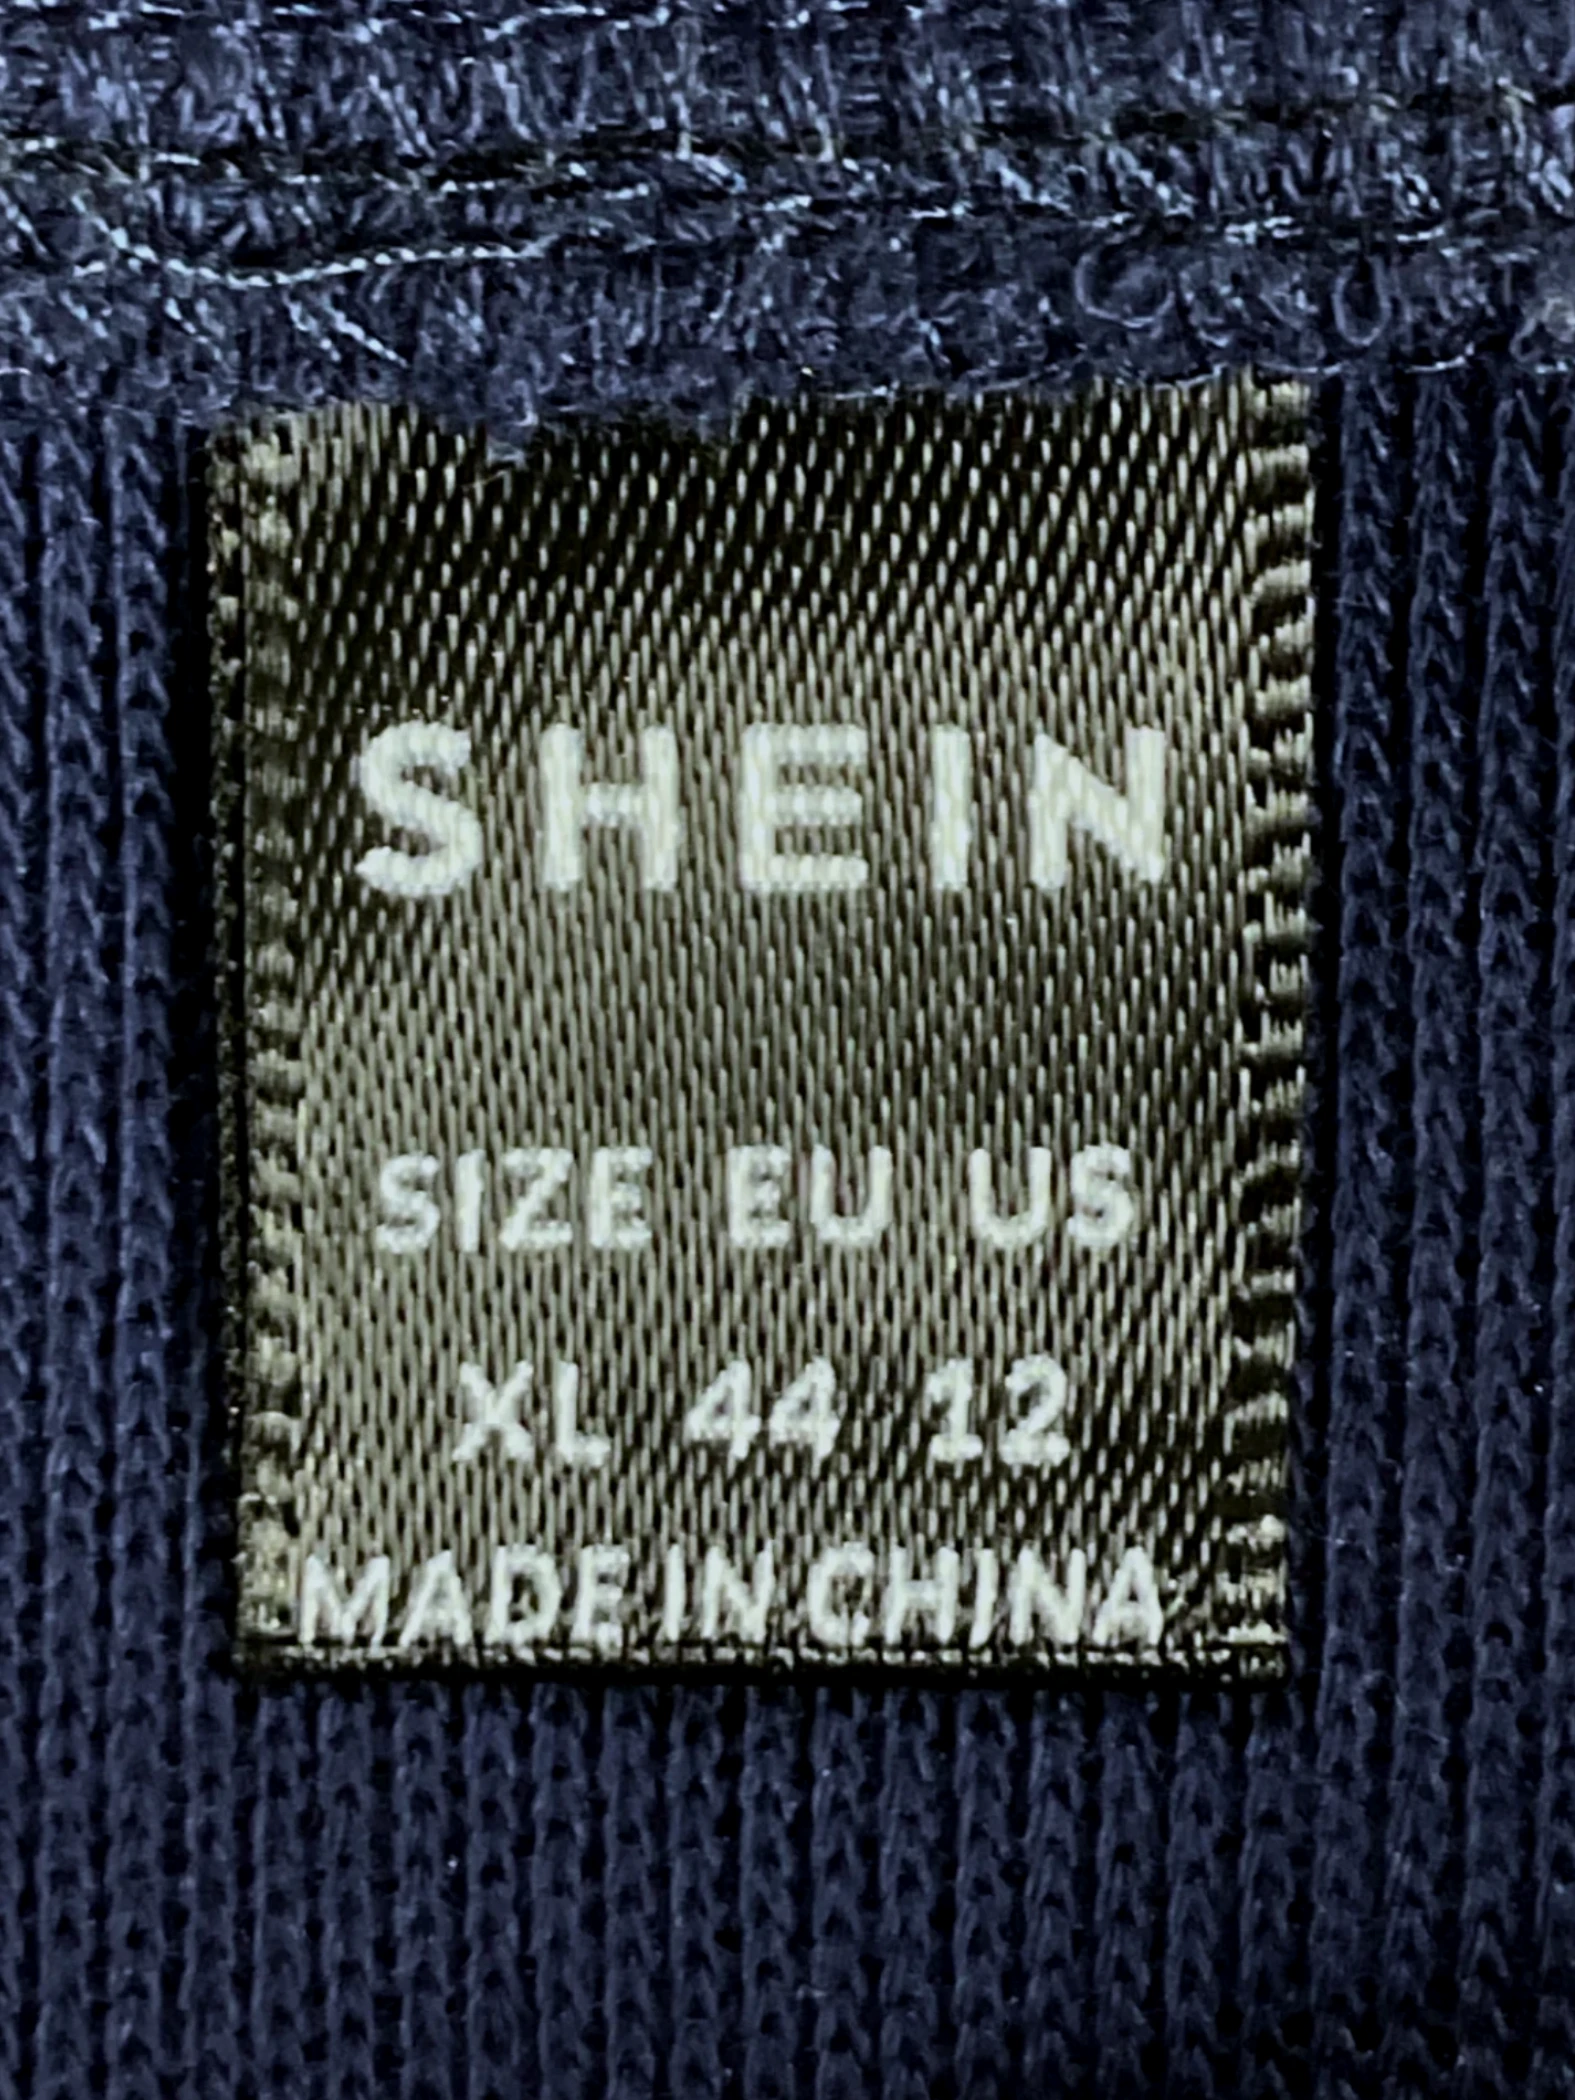 SHEIN
SIZE EU US
XL 44 12
MADE IN CHINA